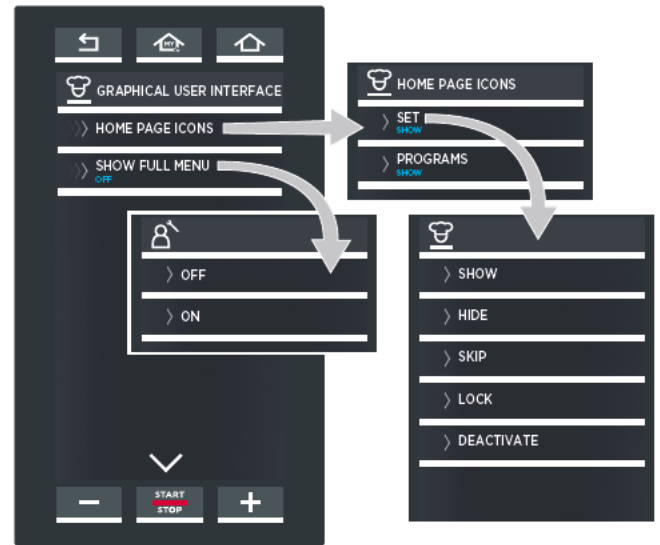 MY
GRAPHICAL USER INTERFACE
HOME PAGE ICONS
SHOW FULL MENU
OFF
HOME PAGE ICONS
SET
SHOW
PROGRAMS
SHOW
OFF
ON
SHOW
HIDE
SKIP
LOCK
DEACTIVATE
START
STOP